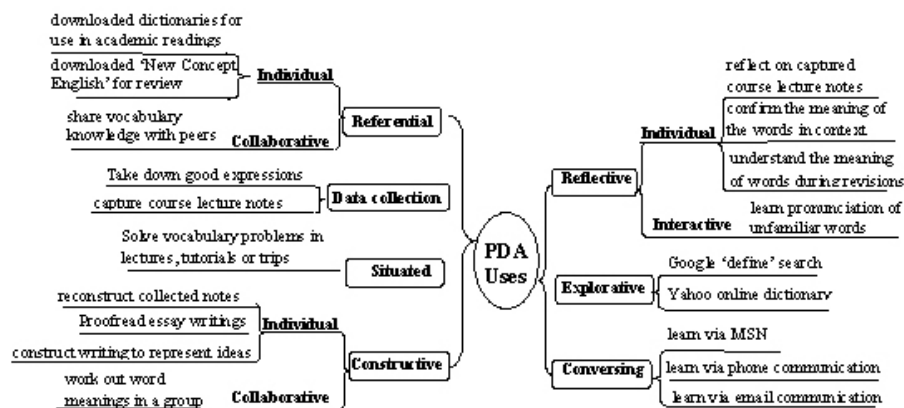 downloaded dictionaries for
use in academic readings
downloaded ‘New Concept
English’ for review
Individual
share vocabulary
knowledge with peers
Collaborative
Referential
Take down good expressions
capture course lecture notes
Data collection
Solve vocabulary problems in
lectures, tutorials or trips
Situated
reconstruct collected notes
Proofread essay writings
construct writing to represent ideas
Individual
work out word
meanings in a group
Collaborative
Constructive
PDA
Uses
Reflective
Individual
reflect on captured
course lecture notes
confirm the meaning of
the words in context
understand the meaning
of words during revisions
Interactive
learn pronunciation of
unfamiliar words
Explorative
Google ‘define’ search
Yahoo online dictionary
Conversing
learn via MSN
learn via phone communication
learn via email communication